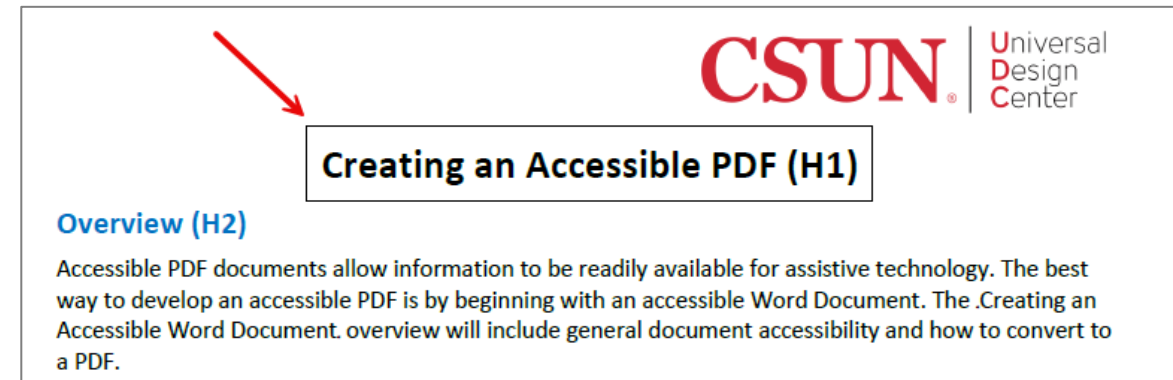 CSUN® Universal
Design
Center
Creating an Accessible PDF (H1)
Overview (H2)
Accessible PDF documents allow information to be readily available for assistive technology. The best
way to develop an accessible PDF is by beginning with an accessible Word Document. The .Creating an
Accessible Word Document. overview will include general document accessibility and how to convert to
a PDF.